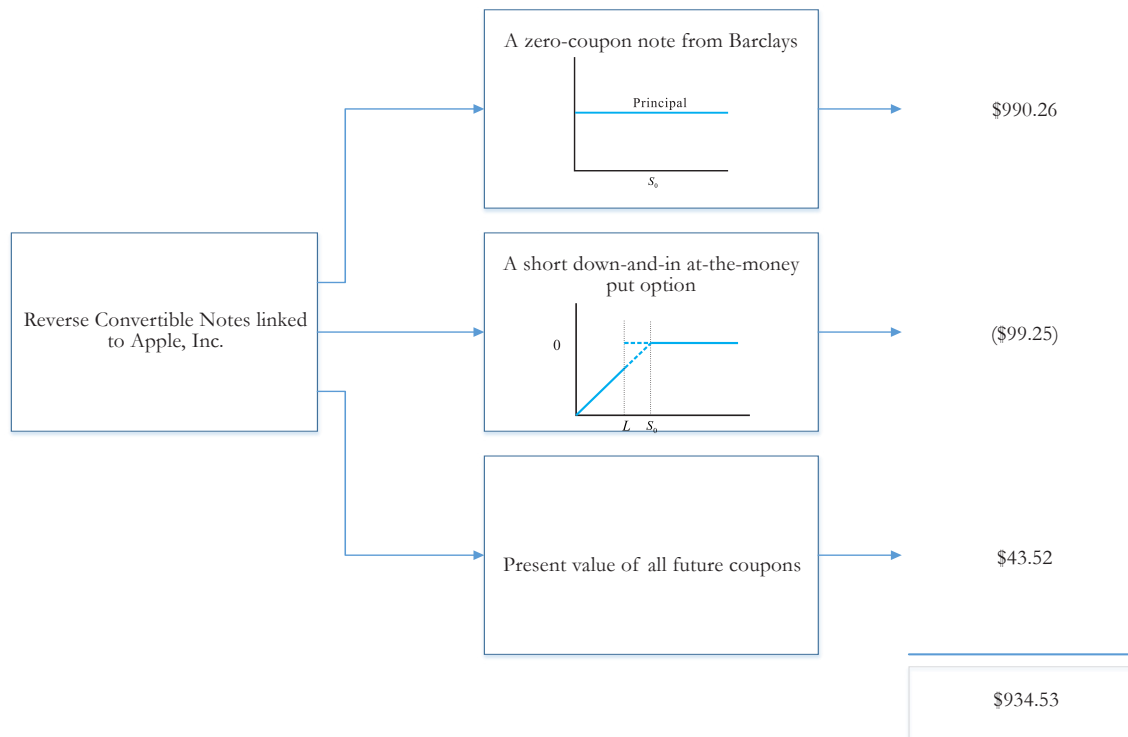 A zero-coupon note from Barclays
Principal
S₀
$990.26
Reverse Convertible Notes linked
to Apple, Inc.
A short down-and-in at-the-money
put option
0
L S₀
($99.25)
Present value of all future coupons
$43.52
$934.53